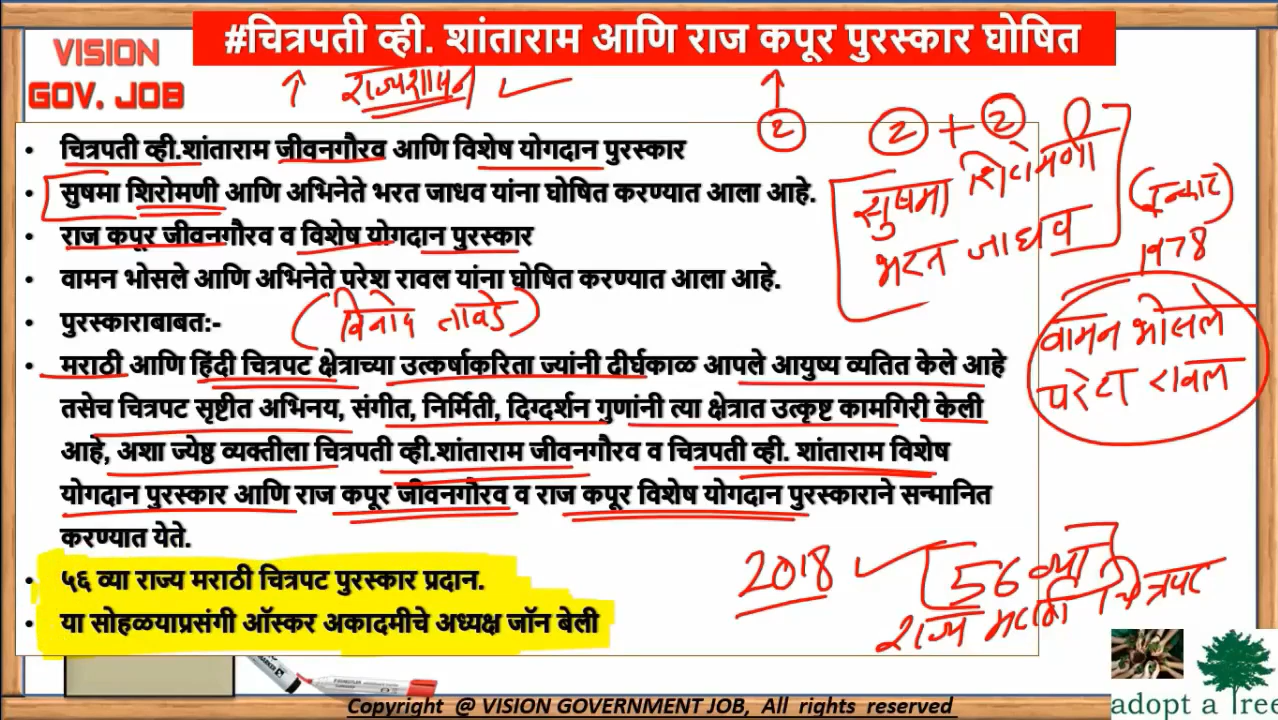 #चित्रपती व्ही. शांताराम आणि राज कपूर पुरस्कार घोषित
VISION
GOV. JOB
राज्यशासन
२
२ + २
• चित्रपती व्ही.शांताराम जीवनगौरव आणि विशेष योगदान पुरस्कार
• सुषमा शिरोमणी आणि अभिनेते भरत जाधव यांना घोषित करण्यात आला आहे.
सुषमा शिरोमणी
भरत जाधव
• राज कपूर जीवनगौरव व विशेष योगदान पुरस्कार
1978
• वामन भोसले आणि अभिनेते परेश रावल यांना घोषित करण्यात आला आहे.
• पुरस्काराबाबत:-
(विनोद तावडे)
वामन भोसले
परेश रावल
• मराठी आणि हिंदी चित्रपट क्षेत्राच्या उत्कर्षाकरिता ज्यांनी दीर्घकाळ आपले आयुष्य व्यतित केले आहे
तसेच चित्रपट सृष्टीत अभिनय, संगीत, निर्मिती, दिग्दर्शन गुणांनी त्या क्षेत्रात उत्कृष्ट कामगिरी केली
आहे, अशा ज्येष्ठ व्यक्तीला चित्रपती व्ही.शांताराम जीवनगौरव व चित्रपती व्ही. शांताराम विशेष
योगदान पुरस्कार आणि राज कपूर जीवनगौरव व राज कपूर विशेष योगदान पुरस्काराने सन्मानित
करण्यात येते.
2018
56 व्या
राज्य मराठी चित्रपट
• ५६ व्या राज्य मराठी चित्रपट पुरस्कार प्रदान.
• या सोहळयाप्रसंगी ऑस्कर अकादमीचे अध्यक्ष जॉन बेली
adopt a Tree
Copyright @ VISION GOVERNMENT JOB, All rights reserved